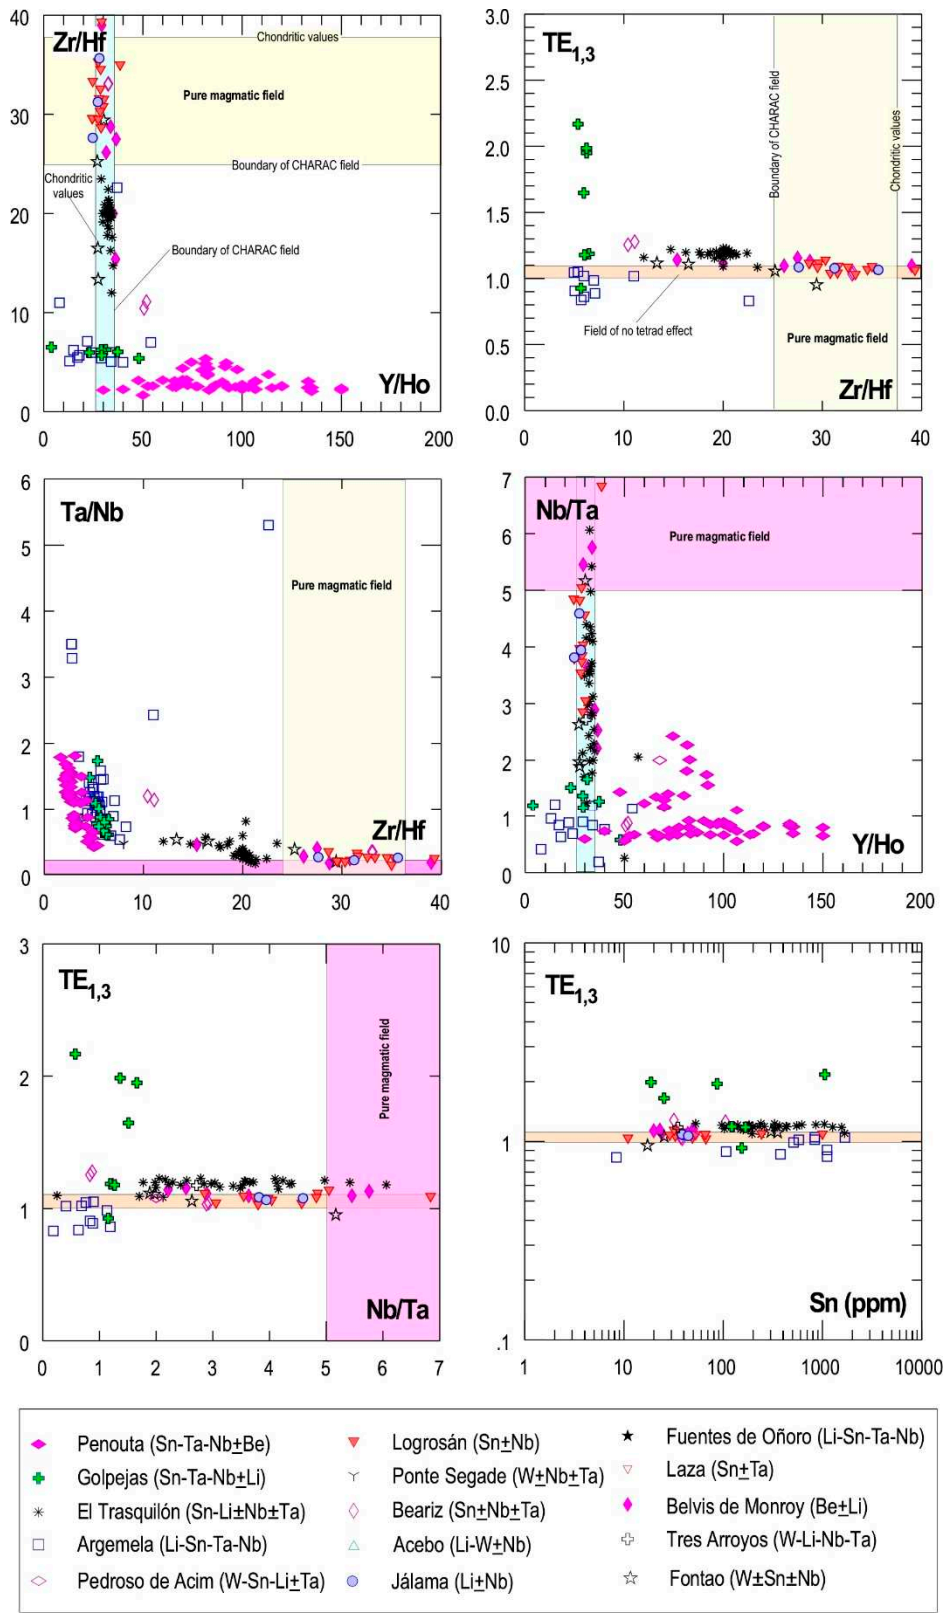 Zr/Hf
Chondritic values
Pure magmatic field
Boundary of CHARAC field
Chondritic
values
Boundary of CHARAC field
Y/Ho
40
30
20
10
0
0
50
100
150
200
TE1,3
Boundary of CHARAC field
Chondritic values
Field of no tetrad effect
Pure magmatic field
Zr/Hf
3.0
2.5
2.0
1.5
1.0
0.5
0.0
0
10
20
30
40
Ta/Nb
Pure magmatic field
Zr/Hf
6
5
4
3
2
1
0
0
10
20
30
40
Nb/Ta
Pure magmatic field
Y/Ho
7
6
5
4
3
2
1
0
0
50
100
150
200
TE1,3
Pure magmatic field
Nb/Ta
3
2
1
0
0
1
2
3
4
5
6
7
TE1,3
Sn (ppm)
10
1
.1
1
10
100
1000
10000
Penouta (Sn-Ta-Nb±Be)
Golpejas (Sn-Ta-Nb±Li)
El Trasquilón (Sn-Li±Nb±Ta)
Argemela (Li-Sn-Ta-Nb)
Pedroso de Acim (W-Sn-Li±Ta)
Logrosán (Sn±Nb)
Ponte Segade (W±Nb±Ta)
Beariz (Sn±Nb±Ta)
Acebo (Li-W±Nb)
Jálama (Li±Nb)
Fuentes de Oñoro (Li-Sn-Ta-Nb)
Laza (Sn±Ta)
Belvis de Monroy (Be±Li)
Tres Arroyos (W-Li-Nb-Ta)
Fontao (W±Sn±Nb)